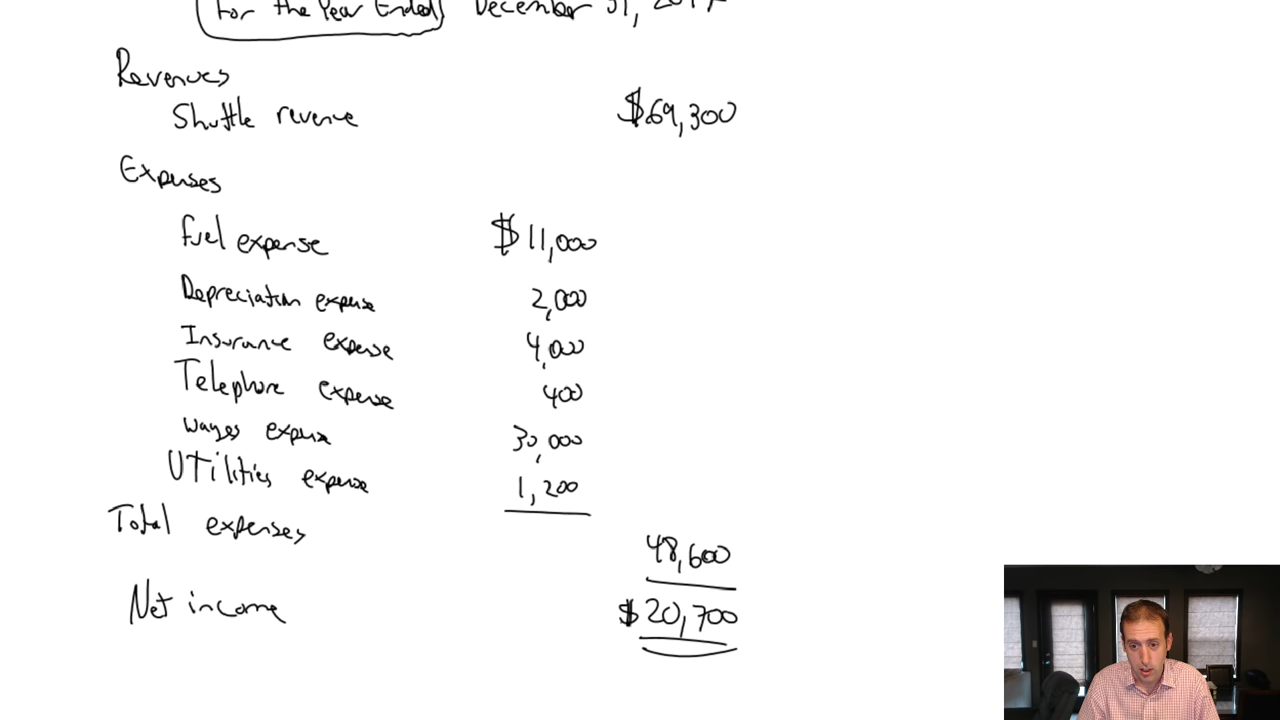 For the Year Ended December 31, 201
Revenues
Shuttle revenue $69,300
Expenses
Fuel expense $11,000
Depreciation expense 2,000
Insurance expense 4,000
Telephone expense 400
Wages expense 30,000
Utilities expense 1,200
Total expenses 48,600
Net income $20,700